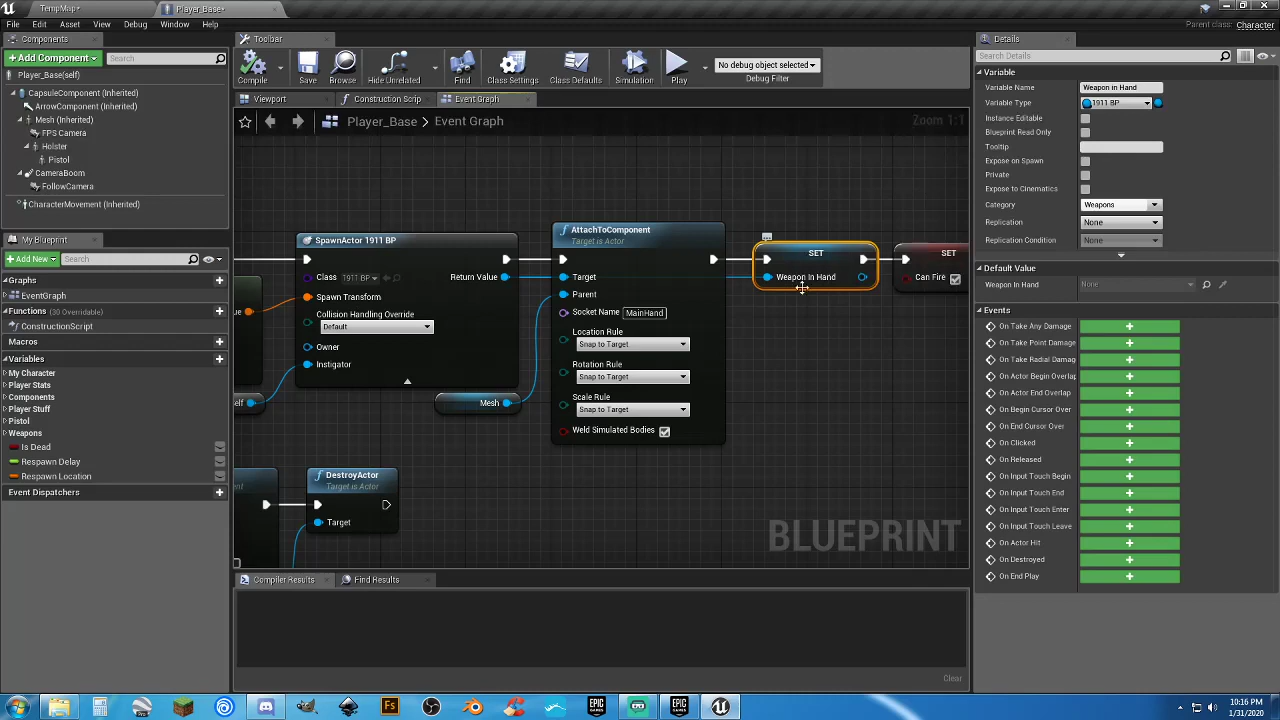 TempMap*
Player_Base*
File Edit Asset View Debug Window Help
Parent class: Character
Components
+ Add Component
Search
Player_Base(self)
CapsuleComponent (Inherited)
ArrowComponent (Inherited)
Mesh (Inherited)
FPS Camera
Holster
Pistol
CameraBoom
FollowCamera
CharacterMovement (Inherited)
My Blueprint
+ Add New
Search
Graphs
EventGraph
Functions (30 Overridable)
ConstructionScript
Macros
Variables
My Character
Player Stats
Components
Player Stuff
Pistol
Weapons
Is Dead
Respawn Delay
Respawn Location
Event Dispatchers
Toolbar
Compile
Save
Browse
Hide Unrelated
Find
Class Settings
Class Defaults
Simulation
Play
No debug object selected
Debug Filter
Viewport
Construction Scrip
Event Graph
Player_Base > Event Graph
Zoom 1:1
SpawnActor 1911 BP
Class 1911 BP
Return Value
Spawn Transform
Collision Handling Override
Default
Owner
Instigator
ue
elf
Mesh
AttachToComponent
Target is Actor
Target
Parent
Socket Name MainHand
Location Rule
Snap to Target
Rotation Rule
Snap to Target
Scale Rule
Snap to Target
Weld Simulated Bodies
SET
Weapon In Hand
SET
Can Fire
DestroyActor
Target is Actor
Target
BLUEPRINT
Compiler Results
Find Results
Clear
Details
Search Details
Variable
Variable Name Weapon in Hand
Variable Type 1911 BP
Instance Editable
Blueprint Read Only
Tooltip
Expose on Spawn
Private
Expose to Cinematics
Category Weapons
Replication None
Replication Condition None
Default Value
Weapon In Hand None
Events
On Take Any Damage
On Take Point Damage
On Take Radial Damag
On Actor Begin Overlap
On Actor End Overlap
On Begin Cursor Over
On End Cursor Over
On Clicked
On Released
On Input Touch Begin
On Input Touch End
On Input Touch Enter
On Input Touch Leave
On Actor Hit
On Destroyed
On End Play
Fs
EPIC GAMES
EPIC GAMES
10:16 PM
1/31/2020